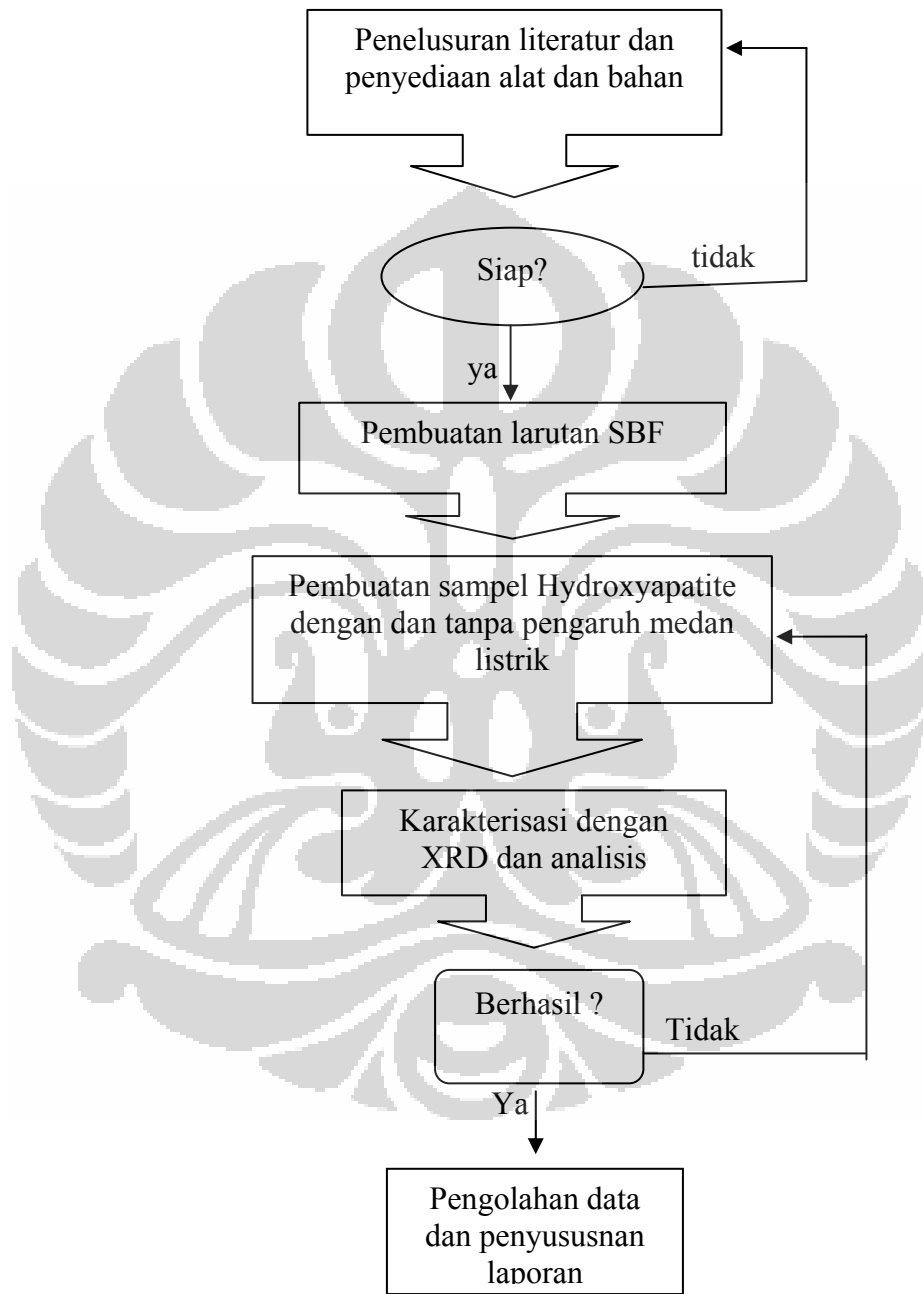 Penelusuran literatur dan
penyediaan alat dan bahan
Siap?
tidak
ya
Pembuatan larutan SBF
Pembuatan sampel Hydroxyapatite
dengan dan tanpa pengaruh medan
listrik
Karakterisasi dengan
XRD dan analisis
Berhasil ?
Tidak
Ya
Pengolahan data
dan penyususnan
laporan